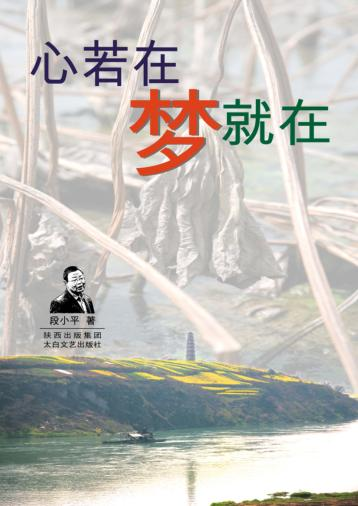 心若在
梦就在
段小平 著
陕西出版集团
太白文艺出版社